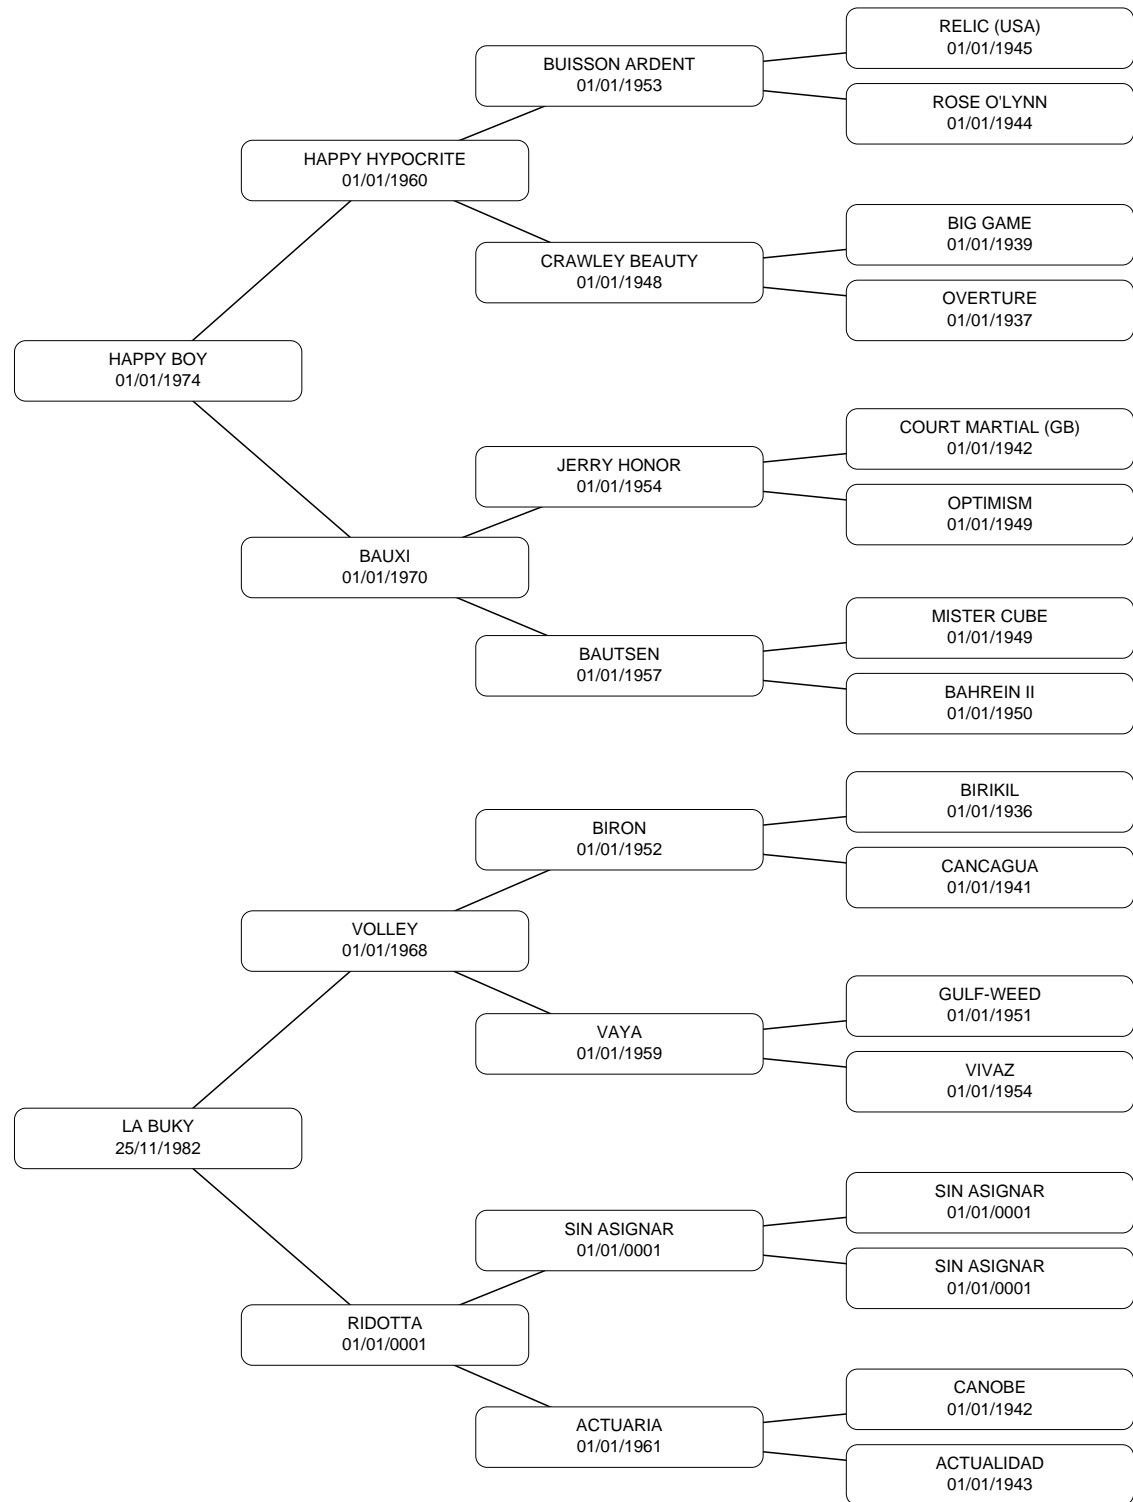 RELIC (USA)
01/01/1945
BUISSON ARDENT
01/01/1953
ROSE O'LYNN
01/01/1944
HAPPY HYPOCRITE
01/01/1960
BIG GAME
01/01/1939
CRAWLEY BEAUTY
01/01/1948
OVERTURE
01/01/1937
HAPPY BOY
01/01/1974
COURT MARTIAL (GB)
01/01/1942
JERRY HONOR
01/01/1954
OPTIMISM
01/01/1949
BAUXI
01/01/1970
MISTER CUBE
01/01/1949
BAUTSEN
01/01/1957
BAHREIN II
01/01/1950
BIRIKIL
01/01/1936
BIRON
01/01/1952
CANCAGUA
01/01/1941
VOLLEY
01/01/1968
GULF-WEED
01/01/1951
VAYA
01/01/1959
VIVAZ
01/01/1954
LA BUKY
25/11/1982
SIN ASIGNAR
01/01/0001
SIN ASIGNAR
01/01/0001
SIN ASIGNAR
01/01/0001
RIDOTTA
01/01/0001
CANOBE
01/01/1942
ACTUARIA
01/01/1961
ACTUALIDAD
01/01/1943